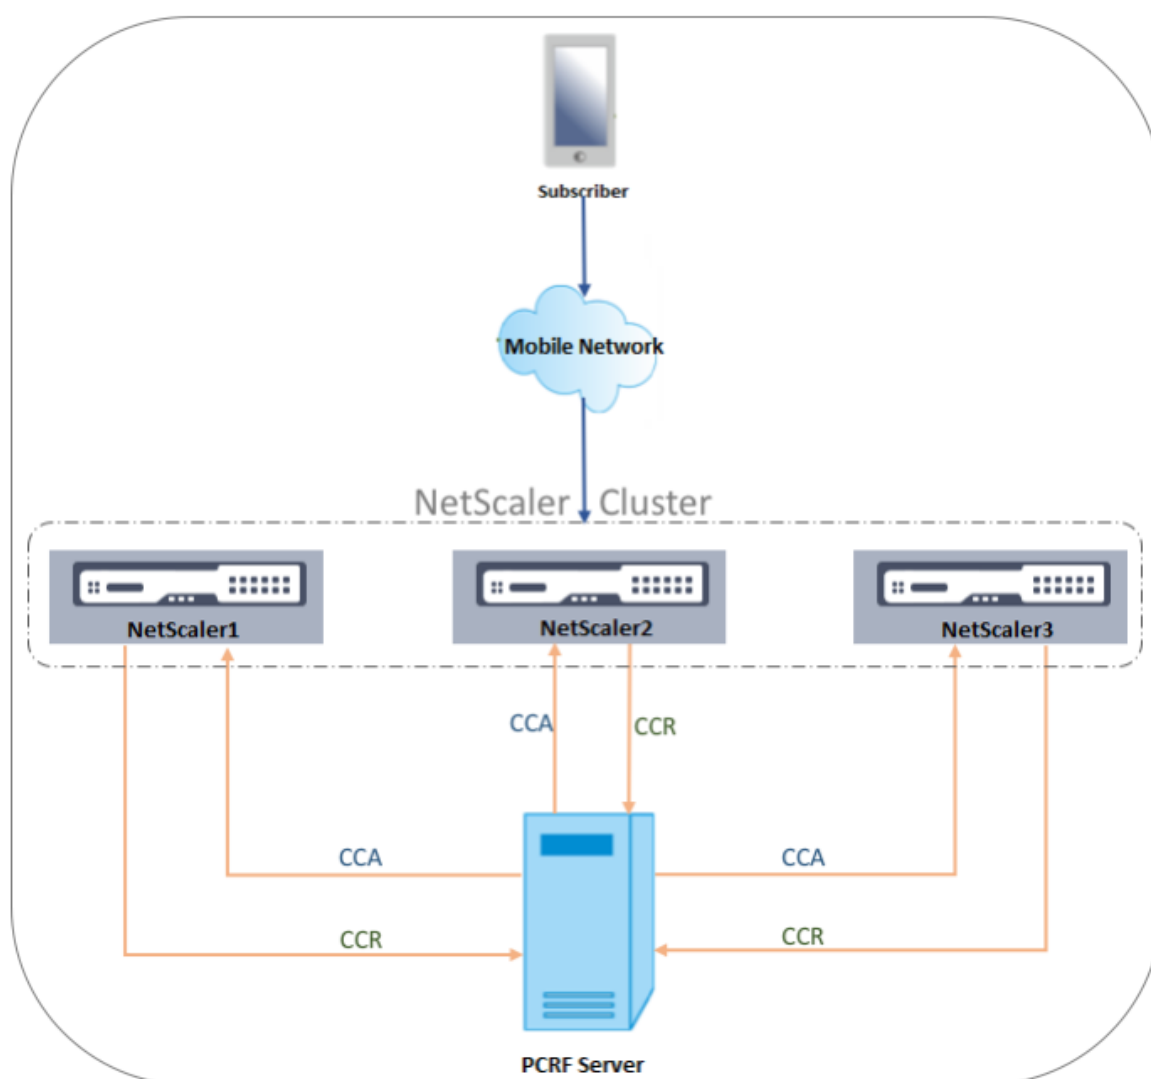 Subscriber
Mobile Network
NetScaler Cluster
NetScaler1
NetScaler2
NetScaler3
CCA
CCR
CCA
CCA
CCR
CCR
PCRF Server